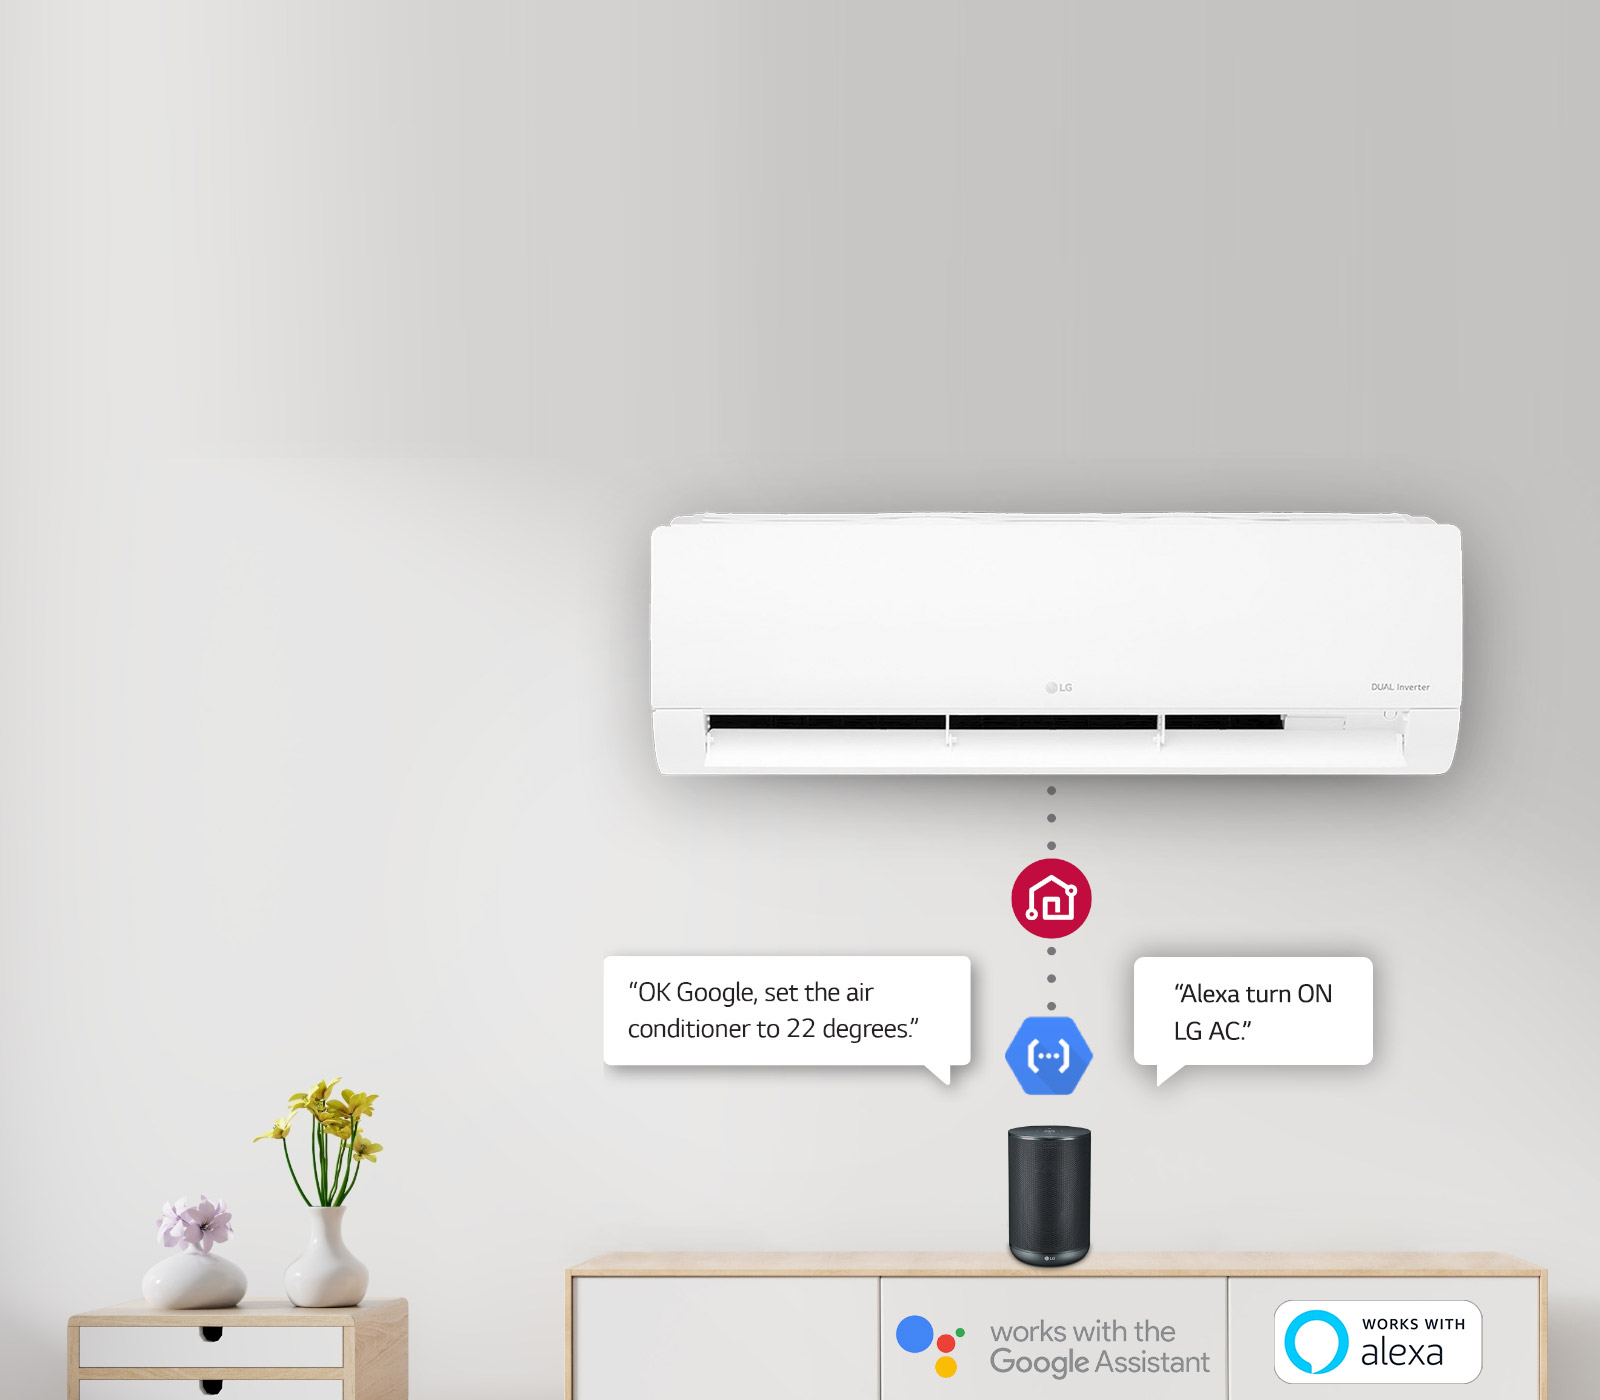 LG
DUAL Inverter
“OK Google, set the air
conditioner to 22 degrees.”
“Alexa turn ON
LG AC.”
LG
works with the
Google Assistant
WORKS WITH
alexa